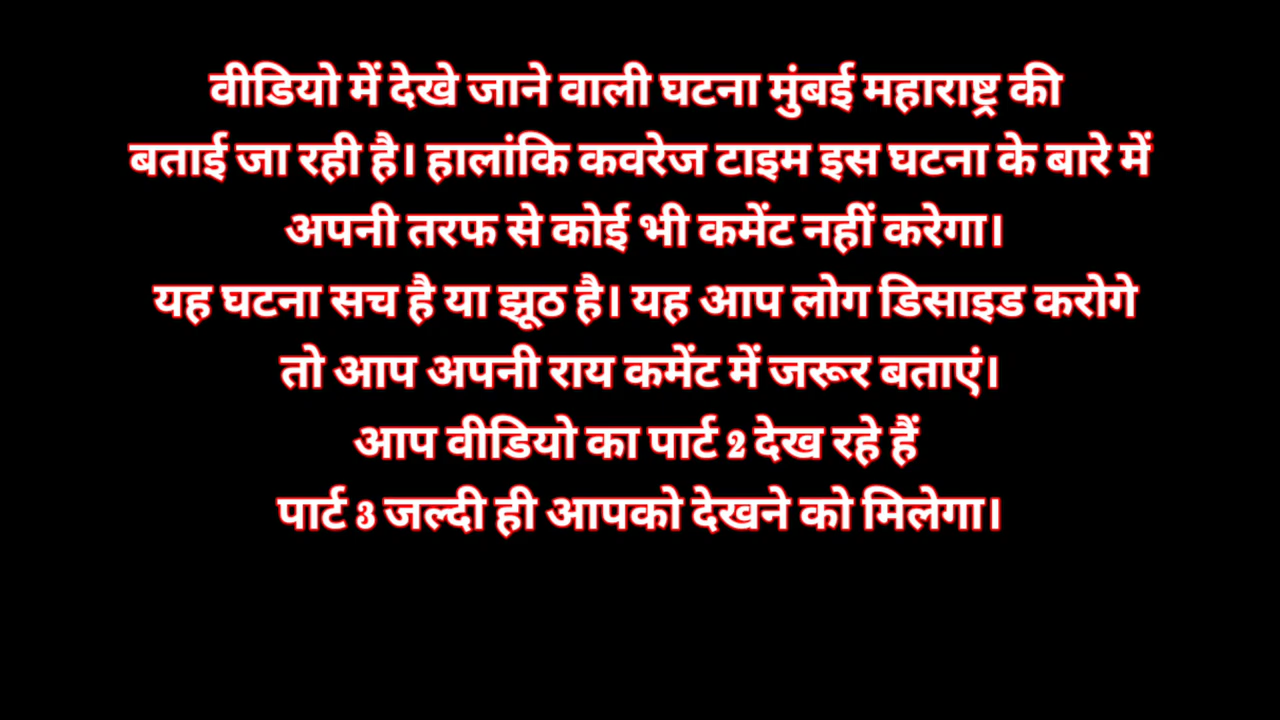 वीडियो में देखे जाने वाली घटना मुंबई महाराष्ट्र की
बताई जा रही है। हालांकि कवरेज टाइम इस घटना के बारे में
अपनी तरफ से कोई भी कमेंट नहीं करेगा।
यह घटना सच है या झूठ है। यह आप लोग डिसाइड करोगे
तो आप अपनी राय कमेंट में जरूर बताएं।
आप वीडियो का पार्ट 2 देख रहे हैं
पार्ट 3 जल्दी ही आपको देखने को मिलेगा।